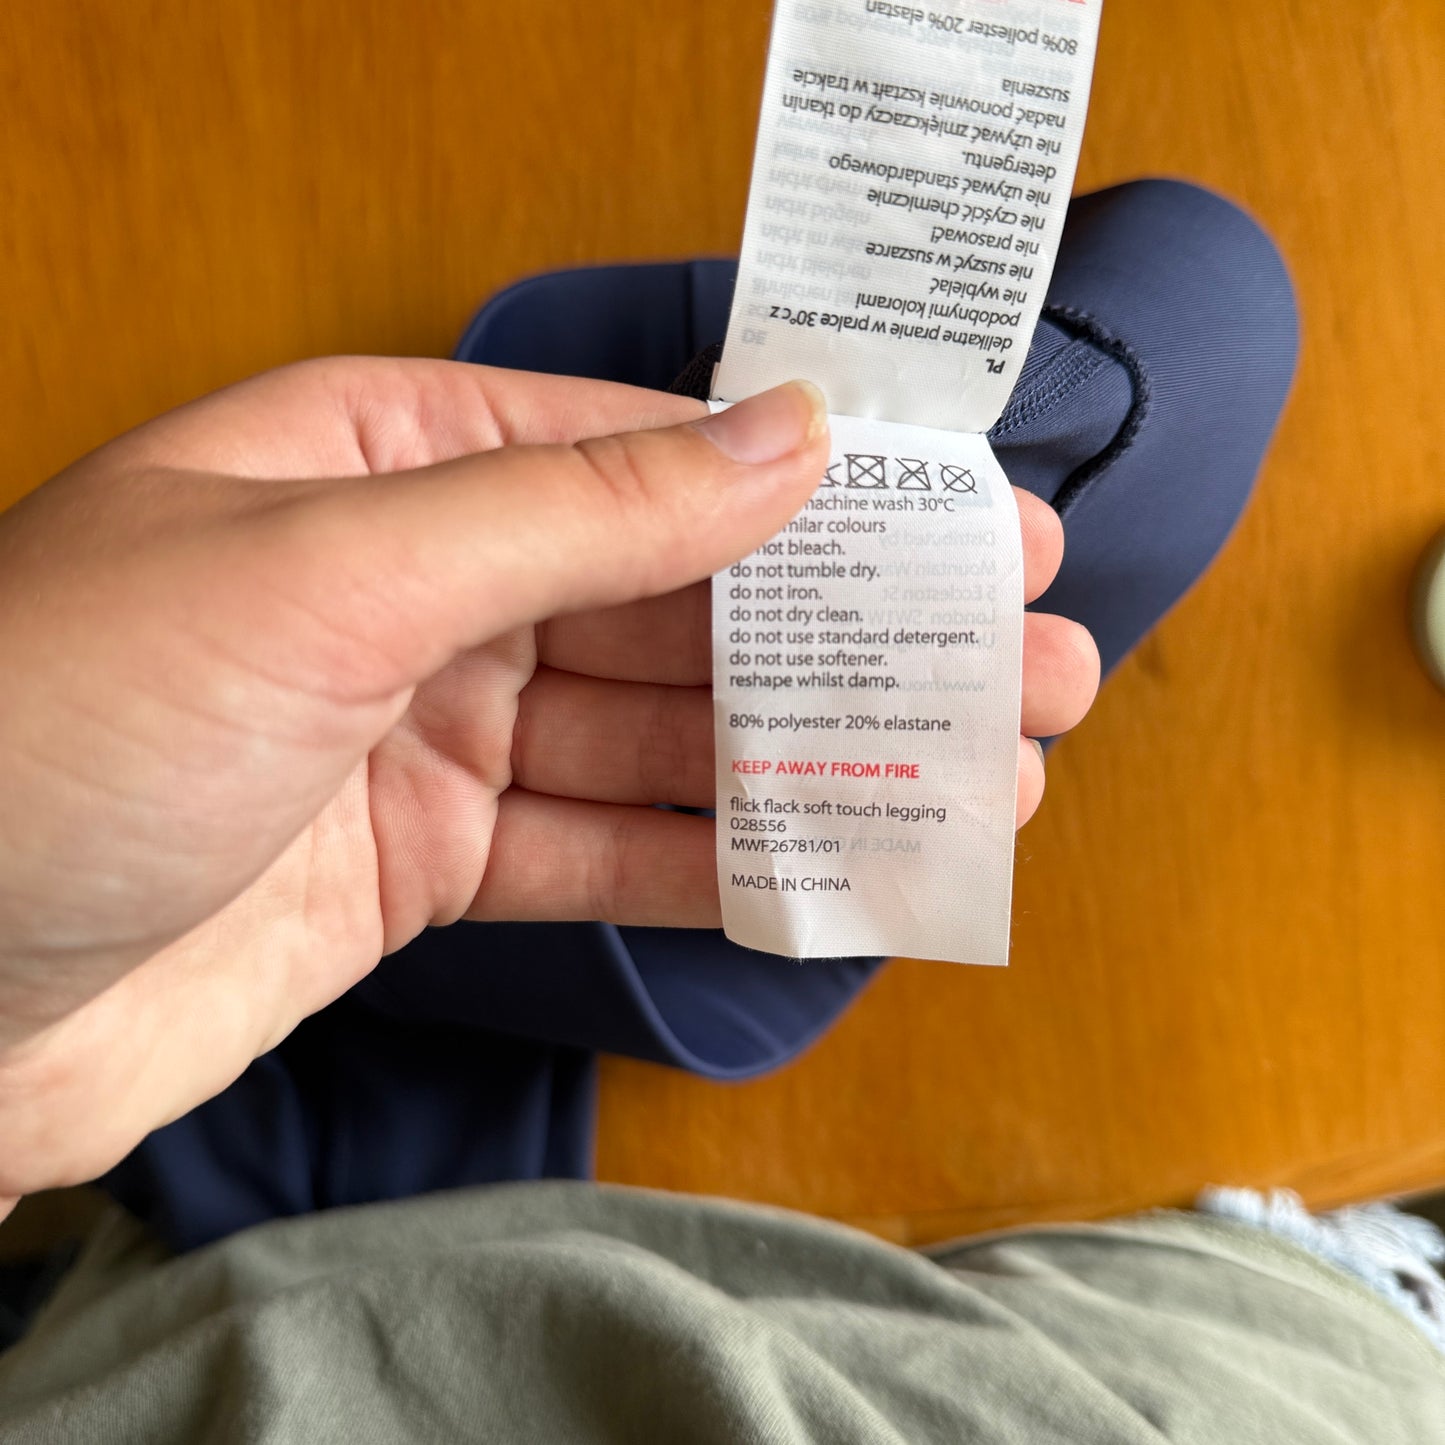 80% poliester 20% elastan
suszenia
nadać ponownie kształt w trakcie
nie używać zmiękczaczy do tkanin
detergentu.
nie używać standardowego
nie czyścić chemicznie
nie prasować!
nie suszyć w suszarce
nie wybielać
podobnymi kolorami
delikatne pranie w pralce 30°c z
PL
DE
machine wash 30°C
milar colours
not bleach.
do not tumble dry.
do not iron.
do not dry clean.
do not use standard detergent.
do not use softener.
reshape whilst damp.
80% polyester 20% elastane
KEEP AWAY FROM FIRE
flick flack soft touch legging
028556
MWF26781/01
MADE IN CHINA